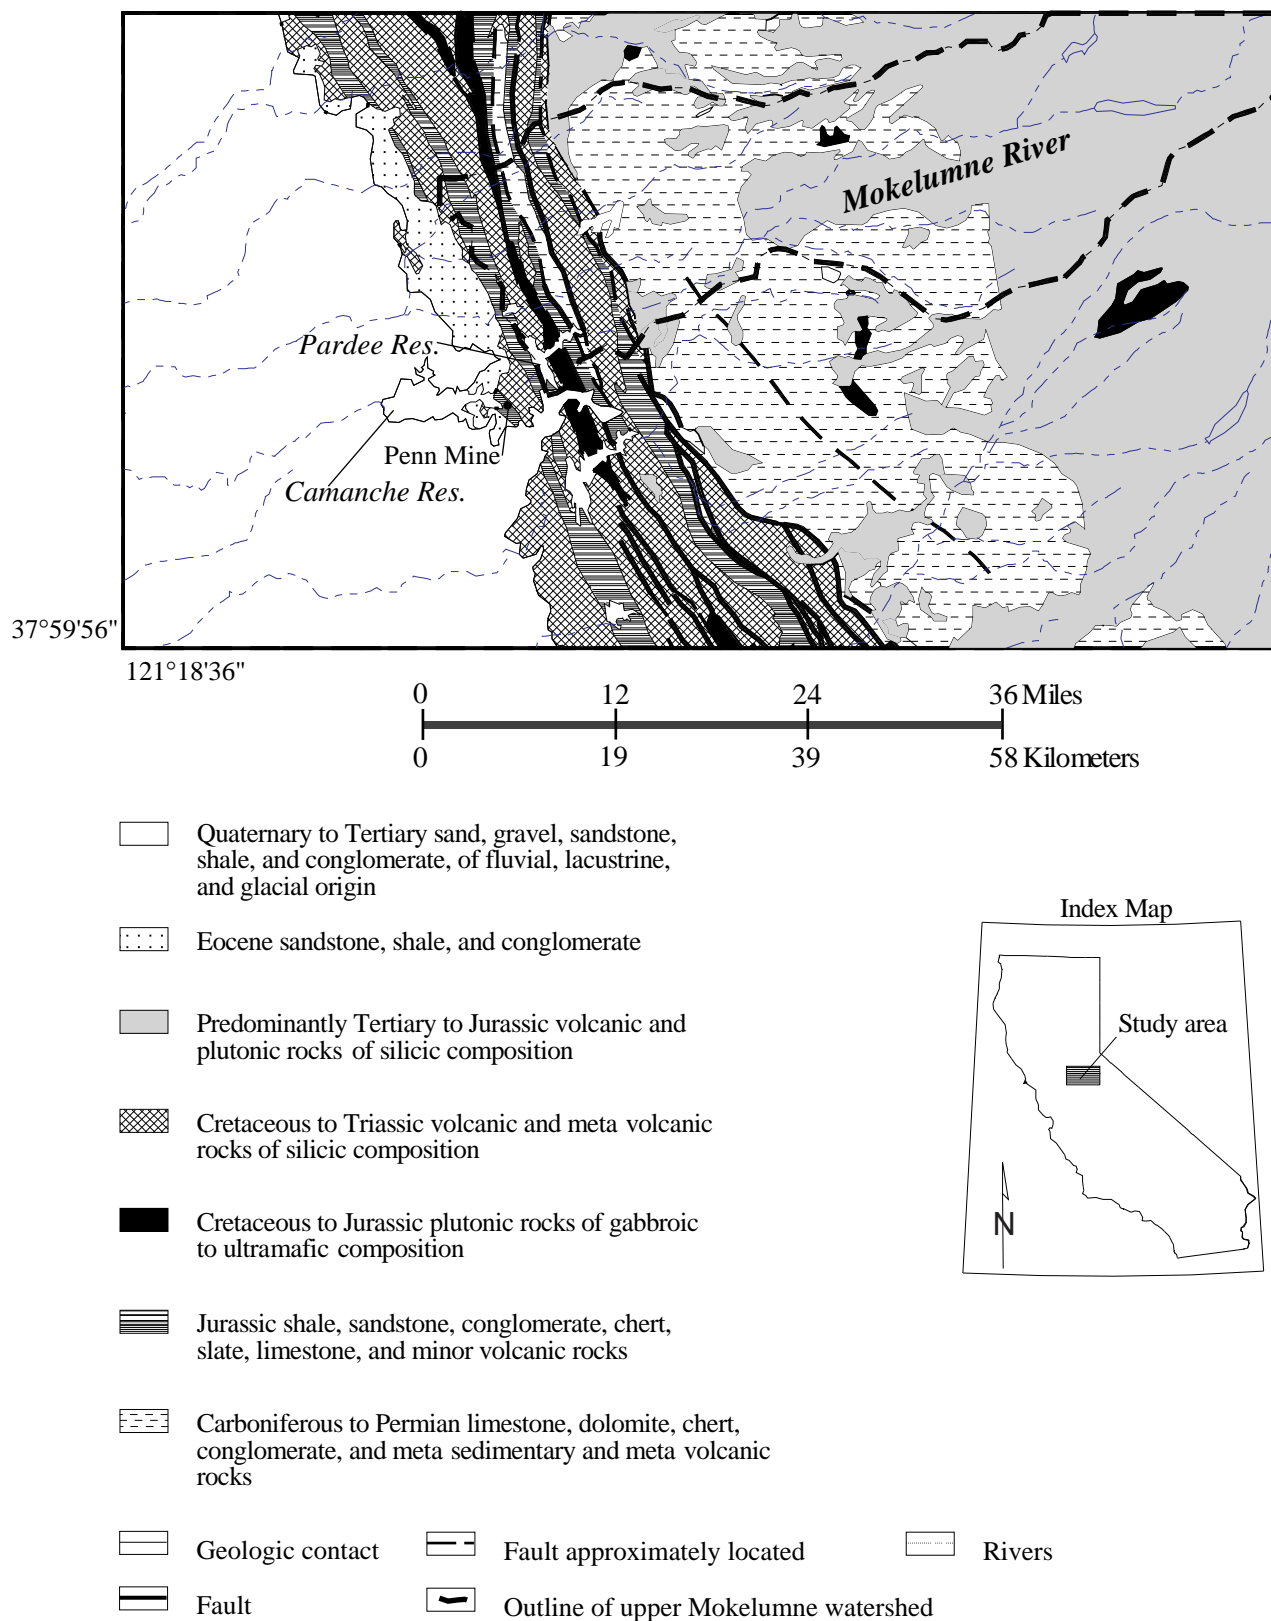 Mokelumne River
Pardee Res.
Penn Mine
Camanche Res.
37°59'56"
121°18'36"
0 12 24 36 Miles
0 19 39 58 Kilometers
Quaternary to Tertiary sand, gravel, sandstone,
shale, and conglomerate, of fluvial, lacustrine,
and glacial origin
Eocene sandstone, shale, and conglomerate
Predominantly Tertiary to Jurassic volcanic and
plutonic rocks of silicic composition
Cretaceous to Triassic volcanic and meta volcanic
rocks of silicic composition
Cretaceous to Jurassic plutonic rocks of gabbroic
to ultramafic composition
Jurassic shale, sandstone, conglomerate, chert,
slate, limestone, and minor volcanic rocks
Carboniferous to Permian limestone, dolomite, chert,
conglomerate, and meta sedimentary and meta volcanic
rocks
Index Map
Study area
N
Geologic contact
Fault approximately located
Rivers
Fault
Outline of upper Mokelumne watershed